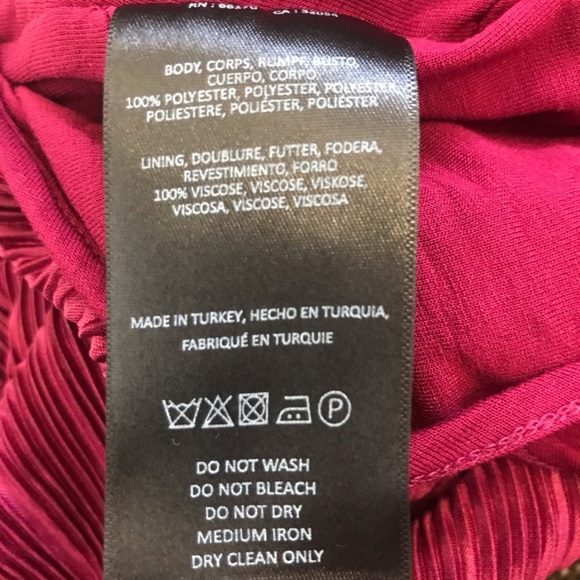 BODY, CORPS, RUMPF, BUSTO,
CUERPO, CORPO
100% POLYESTER, POLYESTER, POLYESTER,
POLIESTERE, POLIÉSTER, POLIÉSTER
LINING, DOUBLURE, FUTTER, FODERA,
REVESTIMIENTO, FORRO
100% VISCOSE, VISCOSE, VISKOSE,
VISCOSA, VISCOSE, VISCOSA
MADE IN TURKEY, HECHO EN TURQUIA,
FABRIQUÉ EN TURQUIE
P
DO NOT WASH
DO NOT BLEACH
DO NOT DRY
MEDIUM IRON
DRY CLEAN ONLY